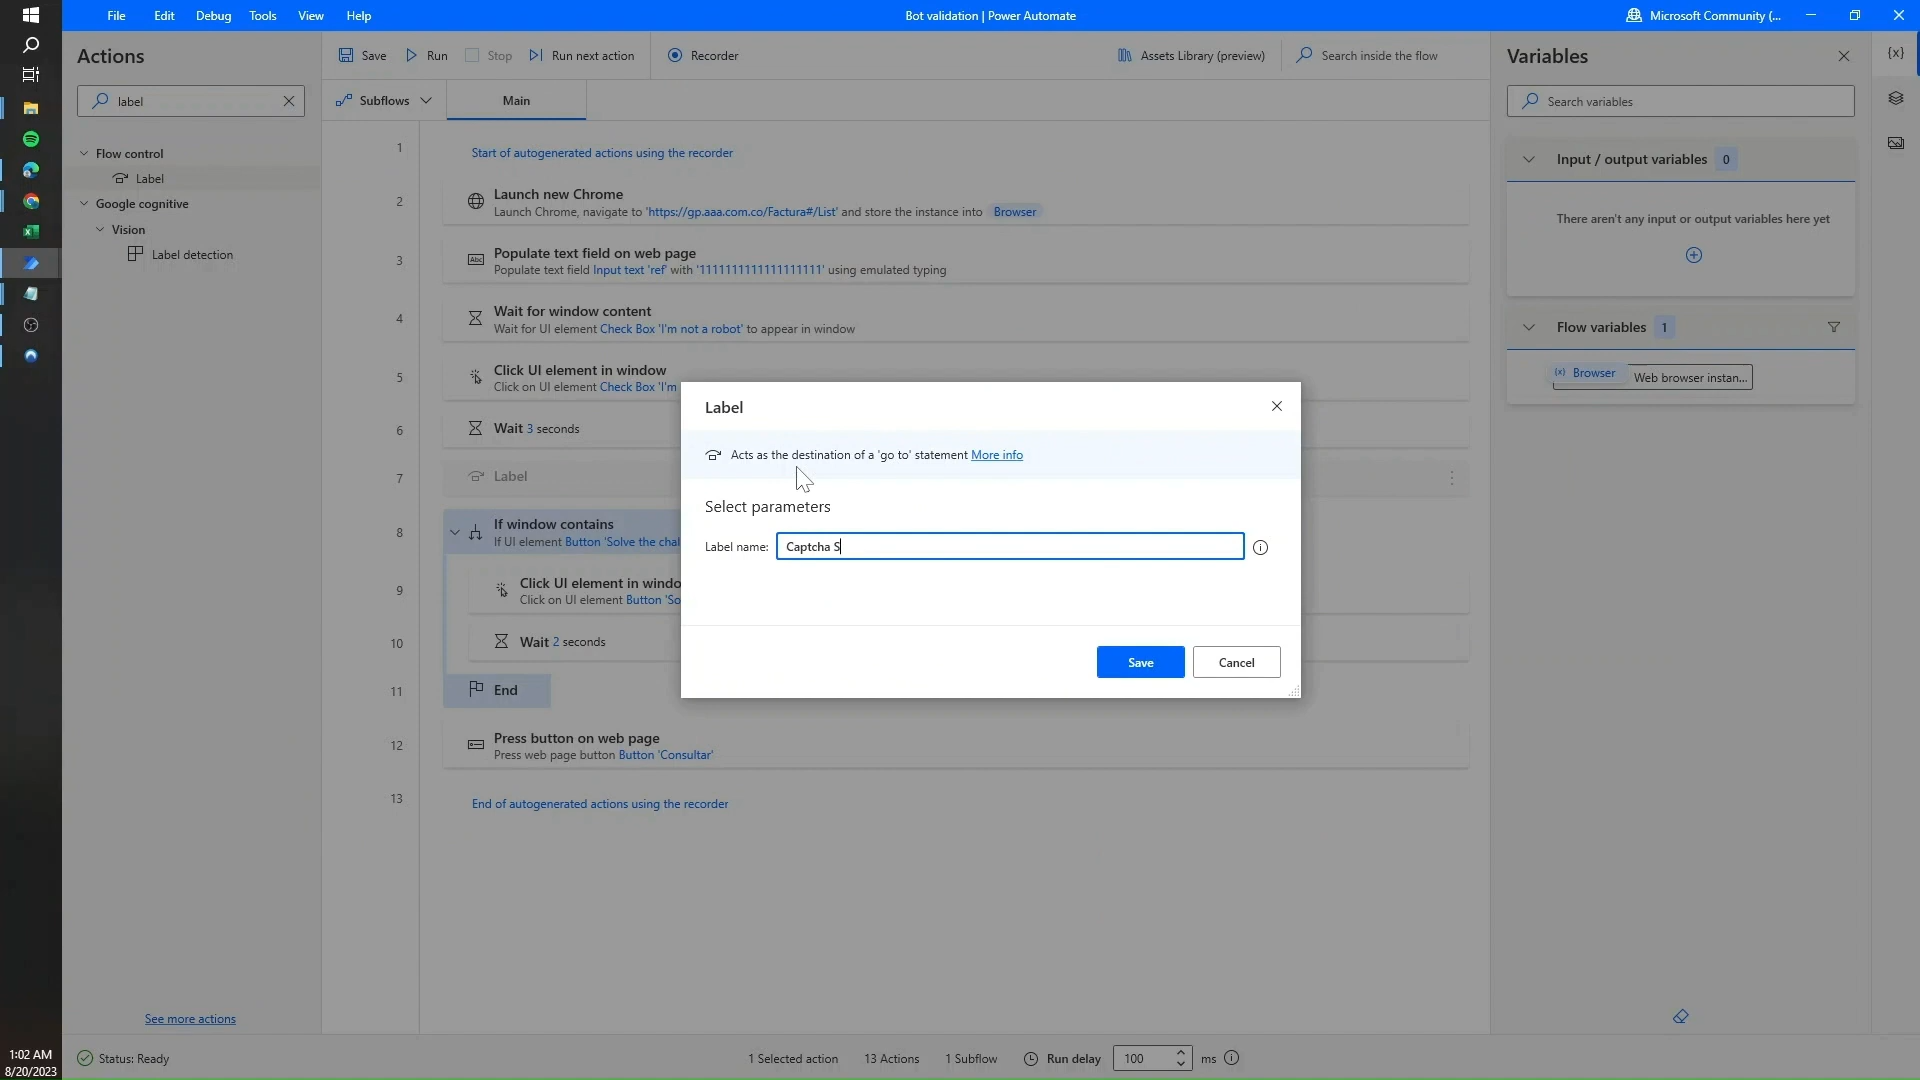 File Edit Debug Tools View Help
Bot validation | Power Automate
Microsoft Community (...
Actions
label
Flow control
Label
Google cognitive
Vision
Label detection
See more actions
Save Run Stop Run next action Recorder
Assets Library (preview) Search inside the flow
Subflows Main
1 Start of autogenerated actions using the recorder
2 Launch new Chrome
Launch Chrome, navigate to 'https://gp.aaa.com.co/Factura#/List' and store the instance into Browser
3 Populate text field on web page
Abc Populate text field Input text 'ref' with '1111111111111111111' using emulated typing
4 Wait for window content
Wait for UI element Check Box 'I'm not a robot' to appear in window
5 Click UI element in window
Click on UI element Check Box 'I'm
6 Wait 3 seconds
7 Label
8 If window contains
If UI element Button 'Solve the chal
9 Click UI element in windo
Click on UI element Button 'So
10 Wait 2 seconds
11 End
12 Press button on web page
Press web page button Button 'Consultar'
13 End of autogenerated actions using the recorder
Label
Acts as the destination of a 'go to' statement More info
Select parameters
Label name: Captcha S
Save Cancel
Variables
{x}
Search variables
Input / output variables 0
There aren't any input or output variables here yet
Flow variables 1
(x) Browser Web browser instan...
Status: Ready
1 Selected action 13 Actions 1 Subflow Run delay 100 ms
1:02 AM
8/20/2023